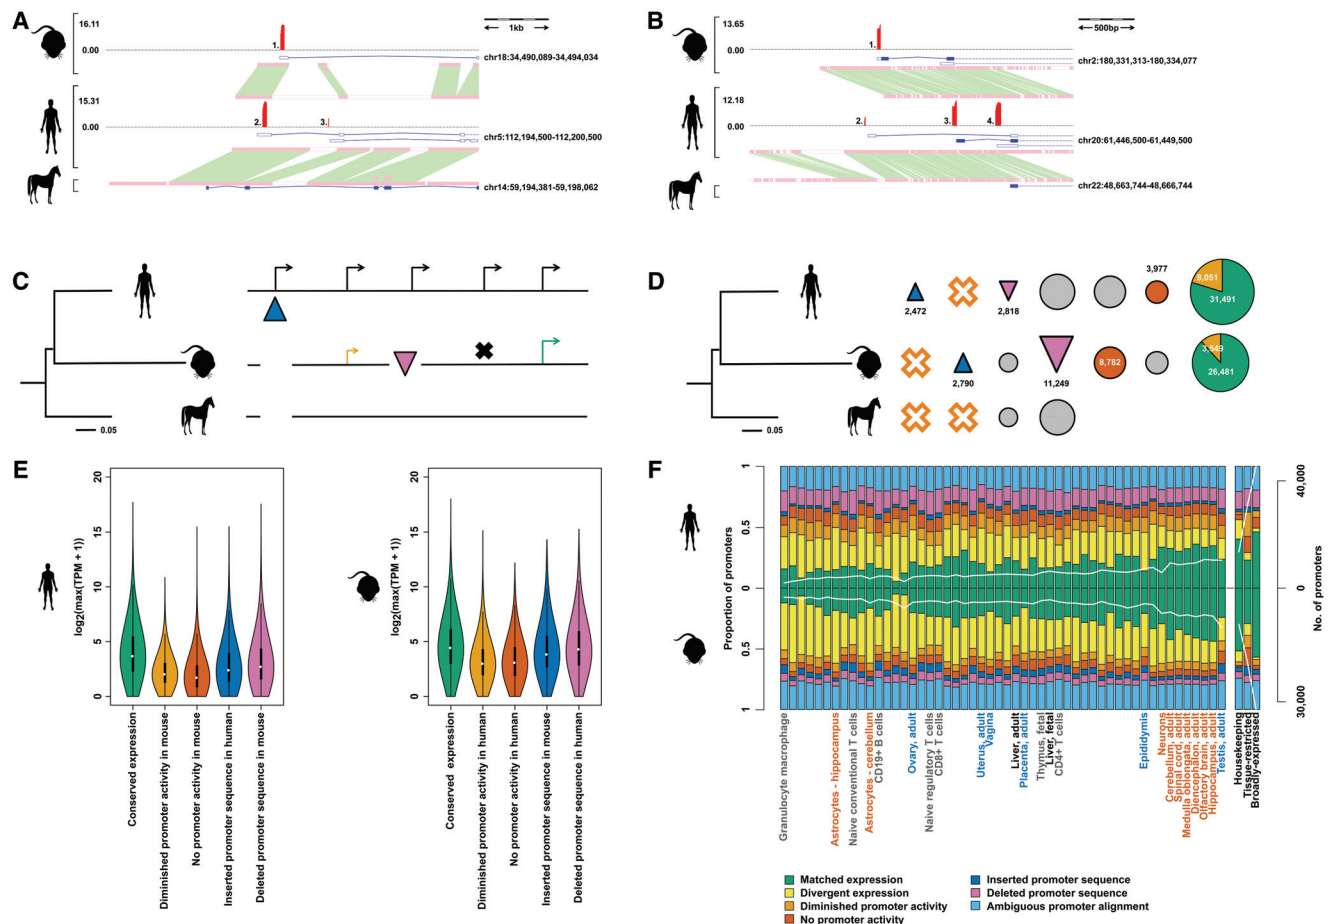 A
16.11
0.00
1.
1kb
chr18:34,490,089-34,494,034
15.31
0.00
2.
3.
chr5:112,194,500-112,200,500
chr14:59,194,381-59,198,062
B
13.65
0.00
1.
500bp
chr2:180,331,313-180,334,077
12.18
0.00
2.
3.
4.
chr20:61,446,500-61,449,500
chr22:48,663,744-48,666,744
C
0.05
D
2,472
2,818
3,977
8,051
31,491
2,790
11,249
8,782
3,549
26,481
0.05
E
log2(max(TPM + 1))
20
15
10
5
0
Conserved expression
Diminished promoter activity in mouse
No promoter activity in mouse
Inserted promoter sequence in human
Deleted promoter sequence in mouse
log2(max(TPM + 1))
20
15
10
5
0
Conserved expression
Diminished promoter activity in human
No promoter activity in human
Inserted promoter sequence in mouse
Deleted promoter sequence in human
F
Proportion of promoters
1
0.5
0
0.5
1
No. of promoters
40,000
0
30,000
Granulocyte macrophage
Astrocytes - hippocampus
Naive conventional T cells
Astrocytes - cerebellum
CD19+ B cells
Ovary, adult
Naive regulatory T cells
CD8+ T cells
Uterus, adult
Vagina
Liver, adult
Placenta, adult
Thymus, fetal
Liver, fetal
CD4+ T cells
Epididymis
Neurons
Cerebellum, adult
Spinal cord, adult
Medulla oblongata, adult
Diencephalon, adult
Olfactory brain, adult
Hippocampus, adult
Testis, adult
Housekeeping
Tissue-restricted
Broadly-expressed
Matched expression
Divergent expression
Diminished promoter activity
No promoter activity
Inserted promoter sequence
Deleted promoter sequence
Ambiguous promoter alignment